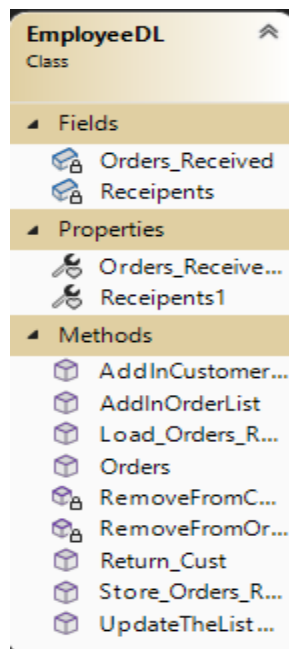 EmployeeDL
Class
Fields
Orders_Received
Receipents
Properties
Orders_Receive...
Receipents1
Methods
AddInCustomer...
AddInOrderList
Load_Orders_R...
Orders
RemoveFromC...
RemoveFromOr...
Return_Cust
Store_Orders_R...
UpdateTheList...